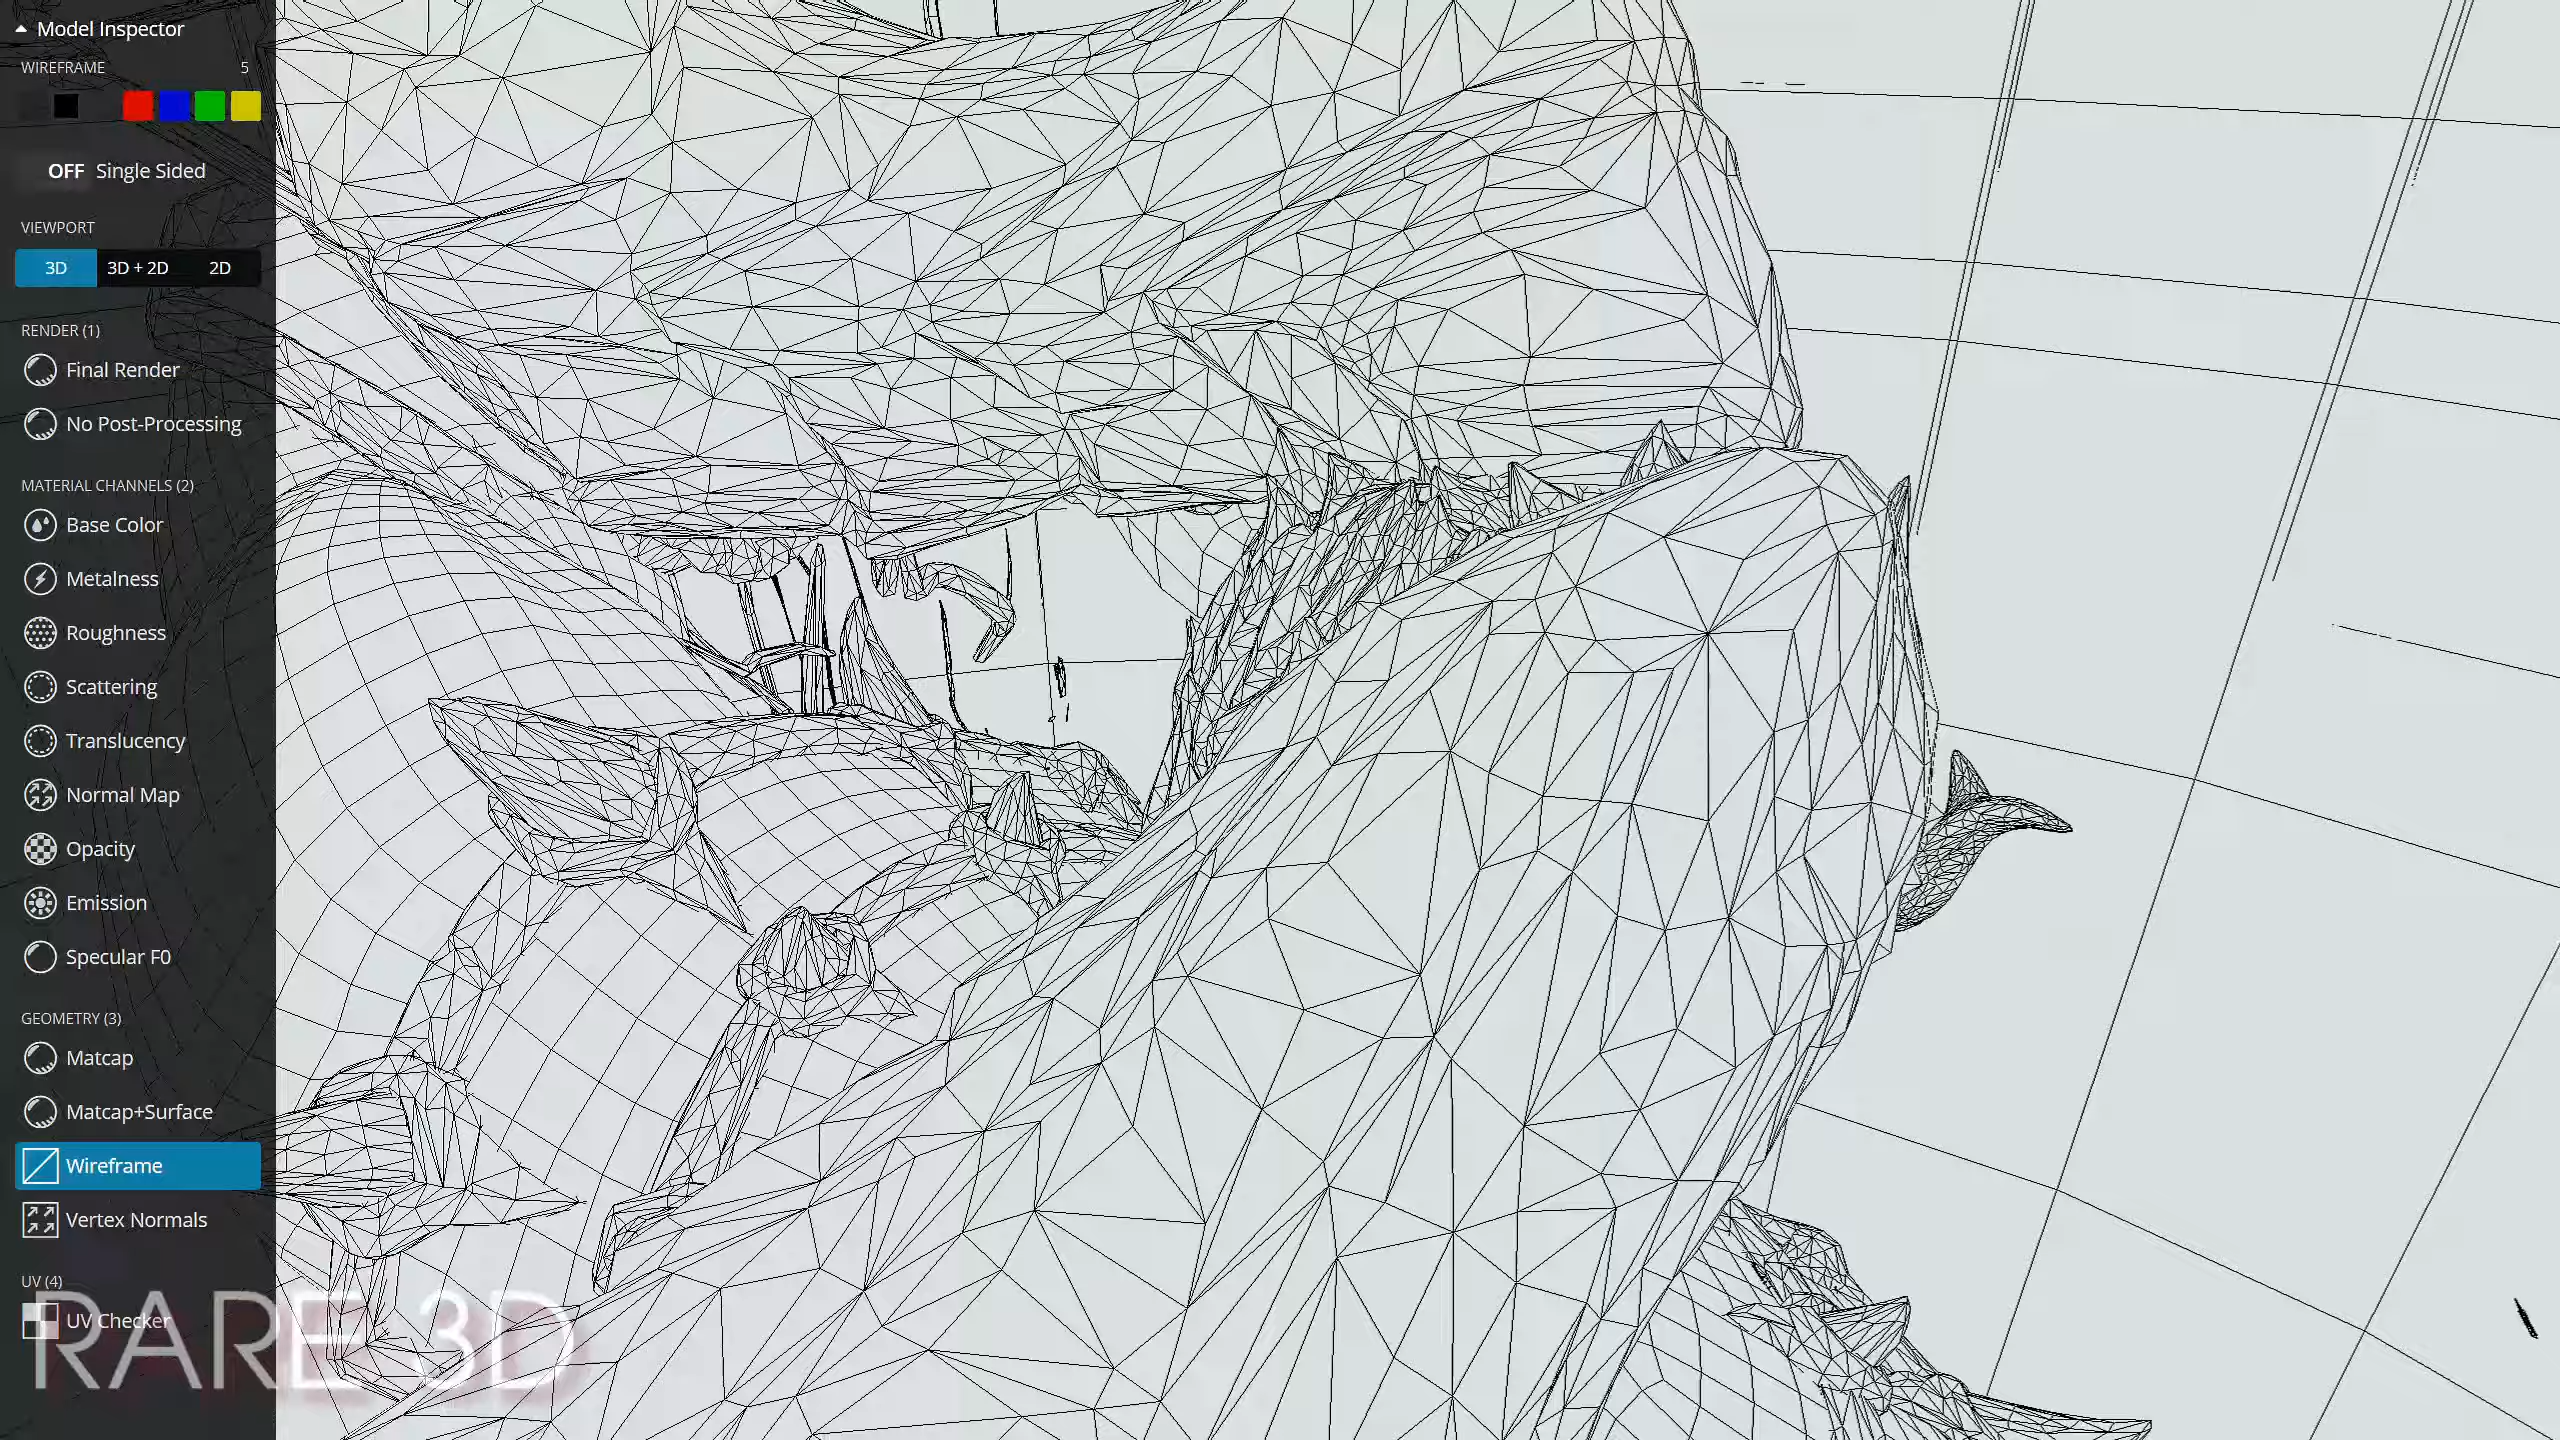 Model Inspector
WIREFRAME 5
OFF Single Sided
VIEWPORT
3D 3D + 2D 2D
RENDER (1)
Final Render
No Post-Processing
MATERIAL CHANNELS (2)
Base Color
Metalness
Roughness
Scattering
Translucency
Normal Map
Opacity
Emission
Specular F0
GEOMETRY (3)
Matcap
Matcap+Surface
Wireframe
Vertex Normals
UV (4)
UV Checker
RARE 3D